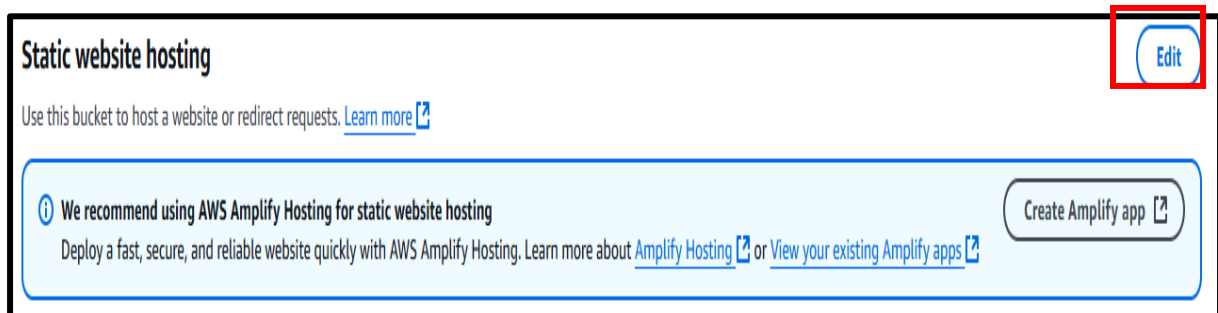 Static website hosting
Edit
Use this bucket to host a website or redirect requests. Learn more
We recommend using AWS Amplify Hosting for static website hosting
Create Amplify app
Deploy a fast, secure, and reliable website quickly with AWS Amplify Hosting. Learn more about Amplify Hosting or View your existing Amplify apps